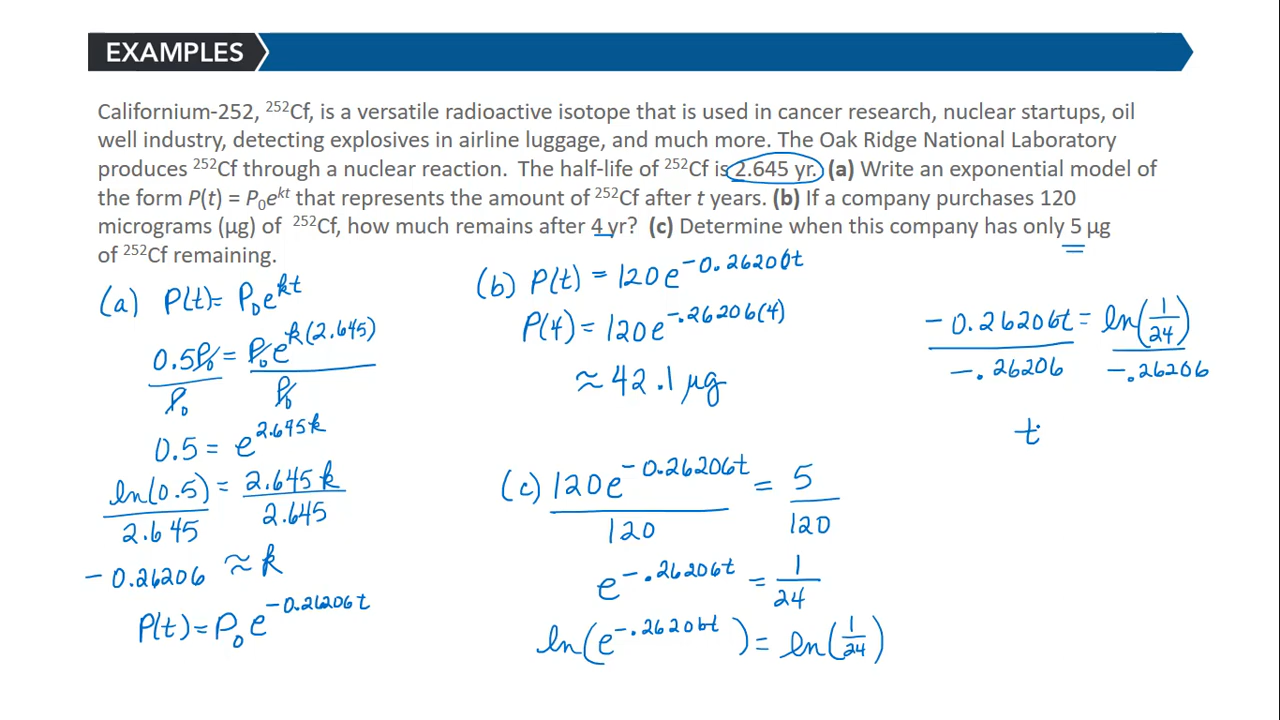 EXAMPLES
Californium-252, ²⁵²Cf, is a versatile radioactive isotope that is used in cancer research, nuclear startups, oil
well industry, detecting explosives in airline luggage, and much more. The Oak Ridge National Laboratory
produces ²⁵²Cf through a nuclear reaction. The half-life of ²⁵²Cf is 2.645 yr. (a) Write an exponential model of
the form P(t) = P₀eᵏᵗ that represents the amount of ²⁵²Cf after t years. (b) If a company purchases 120
micrograms (µg) of ²⁵²Cf, how much remains after 4 yr? (c) Determine when this company has only 5 µg
of ²⁵²Cf remaining.
(a) P(t) = P₀e^{kt}
0.5P₀ = P₀e^{k(2.645)}
P₀ P₀
0.5 = e^{2.645k}
ln(0.5) = 2.645k
2.645 2.645
-0.26206 ≈ k
P(t) = P₀e^{-0.26206t}
(b) P(t) = 120e^{-0.26206t}
P(4) = 120e^{-.26206(4)}
≈ 42.1 µg
(c) 120e^{-0.26206t} = 5
120 120
e^{-.26206t} = 1/24
ln(e^{-.26206t}) = ln(1/24)
-0.26206t = ln(1/24)
-.26206 -.26206
t